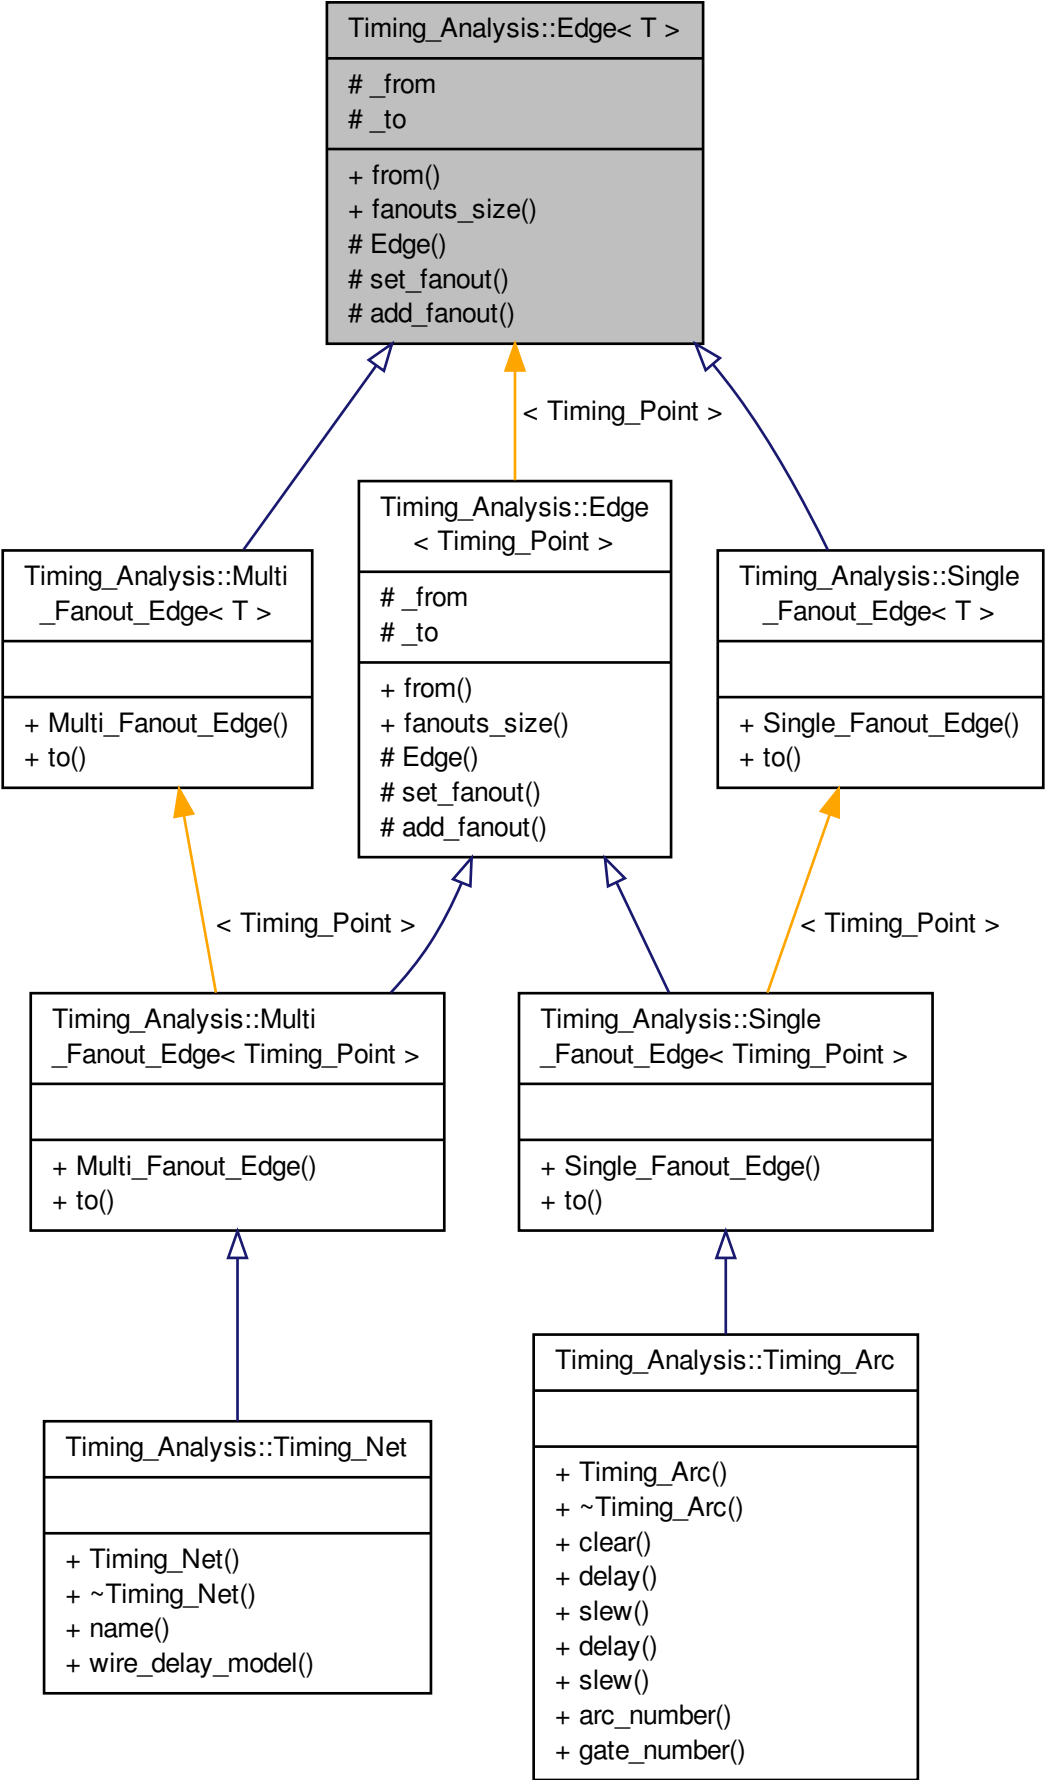 Timing_Analysis::Edge< T >
# _from
# _to
+ from()
+ fanouts_size()
# Edge()
# set_fanout()
# add_fanout()
< Timing_Point >
Timing_Analysis::Multi
_Fanout_Edge< T >
+ Multi_Fanout_Edge()
+ to()
Timing_Analysis::Edge
< Timing_Point >
# _from
# _to
+ from()
+ fanouts_size()
# Edge()
# set_fanout()
# add_fanout()
Timing_Analysis::Single
_Fanout_Edge< T >
+ Single_Fanout_Edge()
+ to()
< Timing_Point >
< Timing_Point >
Timing_Analysis::Multi
_Fanout_Edge< Timing_Point >
+ Multi_Fanout_Edge()
+ to()
Timing_Analysis::Single
_Fanout_Edge< Timing_Point >
+ Single_Fanout_Edge()
+ to()
Timing_Analysis::Timing_Net
+ Timing_Net()
+ ~Timing_Net()
+ name()
+ wire_delay_model()
Timing_Analysis::Timing_Arc
+ Timing_Arc()
+ ~Timing_Arc()
+ clear()
+ delay()
+ slew()
+ delay()
+ slew()
+ arc_number()
+ gate_number()